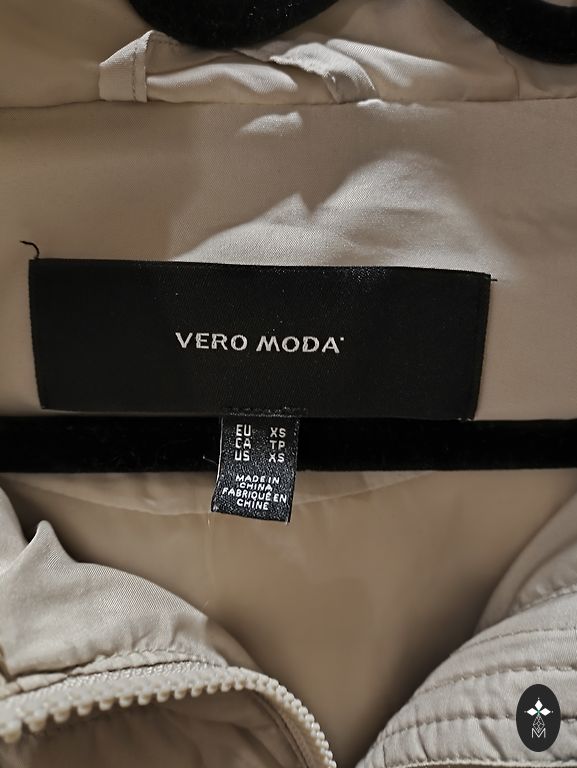 VERO MODA
EU XS
CA TP
US XS
MADE IN
CHINA
FABRIQUÉ EN
CHINE
M